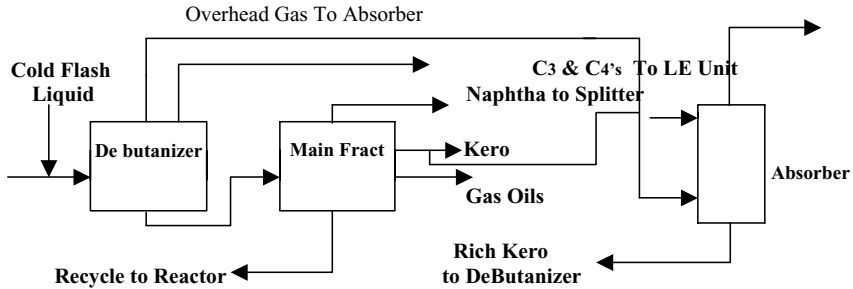 Overhead Gas To Absorber
Cold Flash
Liquid
C3 & C4's To LE Unit
Naphtha to Splitter
De butanizer
Main Fract
Kero
Absorber
Gas Oils
Rich Kero
to DeButanizer
Recycle to Reactor